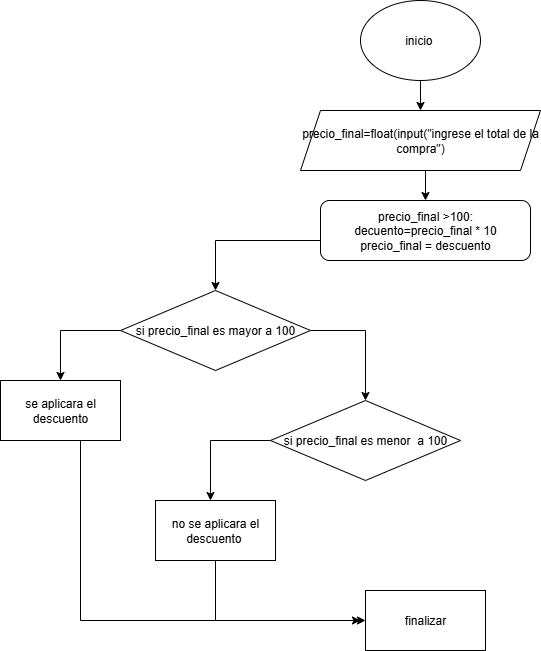 inicio
precio_final=float(input("ingrese el total de la
compra")
precio_final >100:
decuento=precio_final * 10
precio_final = descuento
si precio_final es mayor a 100
se aplicara el
descuento
si precio_final es menor  a 100
no se aplicara el
descuento
finalizar